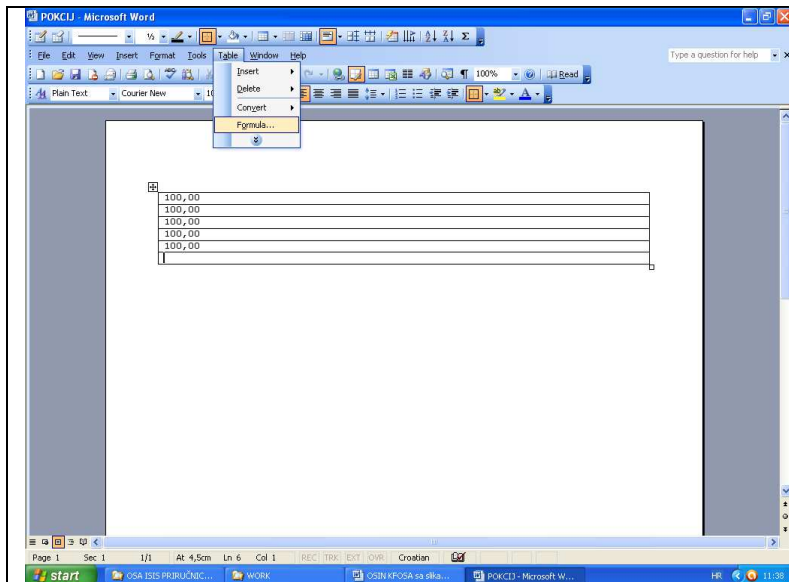 POKCIJ - Microsoft Word
½
File Edit View Insert Format Tools Table Window Help
Type a question for help
100% Read
Plain Text Courier New
Insert
Delete
Convert
Formula...
100,00
100,00
100,00
100,00
100,00
Page 1 Sec 1 1/1 At 4,5cm Ln 6 Col 1 REC TRK EXT OVR Croatian
start OSA ISIS PRIRUČNIC... WORK OSIN KFOSA sa slika... POKCIJ - Microsoft W... HR 11:38